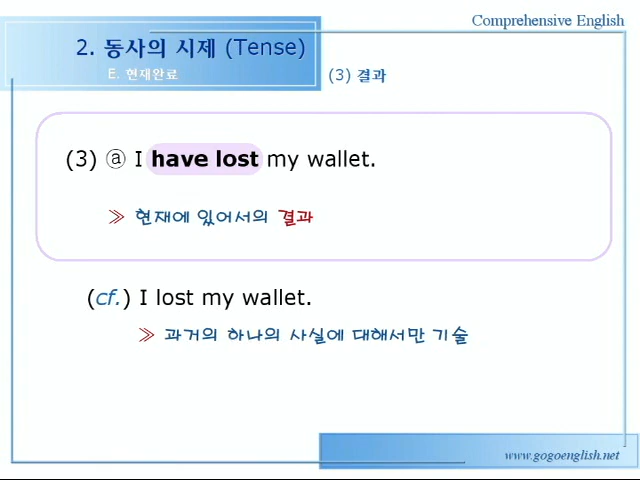 Comprehensive English
2. 동사의 시제 (Tense)
E. 현재완료
(3) 결과
(3) ⓐ I have lost my wallet.
≫ 현재에 있어서의 결과
(cf.) I lost my wallet.
≫ 과거의 하나의 사실에 대해서만 기술
www.gogoenglish.net